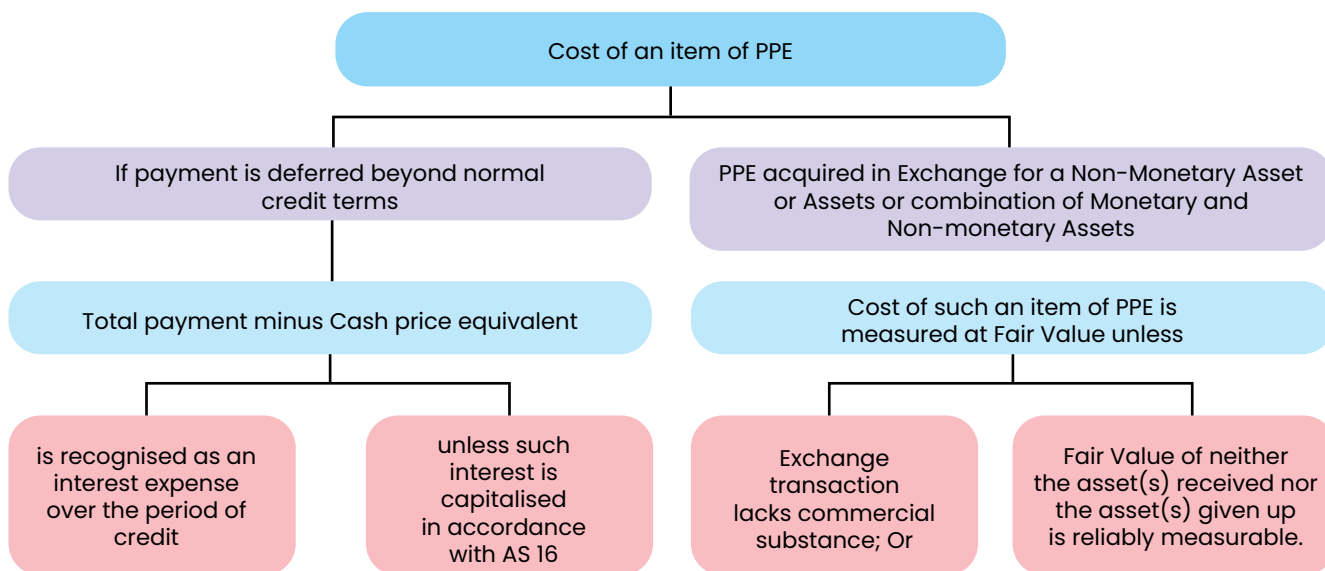 Cost of an item of PPE
If payment is deferred beyond normal
credit terms
PPE acquired in Exchange for a Non-Monetary Asset
or Assets or combination of Monetary and
Non-monetary Assets
Total payment minus Cash price equivalent
Cost of such an item of PPE is
measured at Fair Value unless
is recognised as an
interest expense
over the period of
credit
unless such
interest is
capitalised
in accordance
with AS 16
Exchange
transaction
lacks commercial
substance; Or
Fair Value of neither
the asset(s) received nor
the asset(s) given up
is reliably measurable.